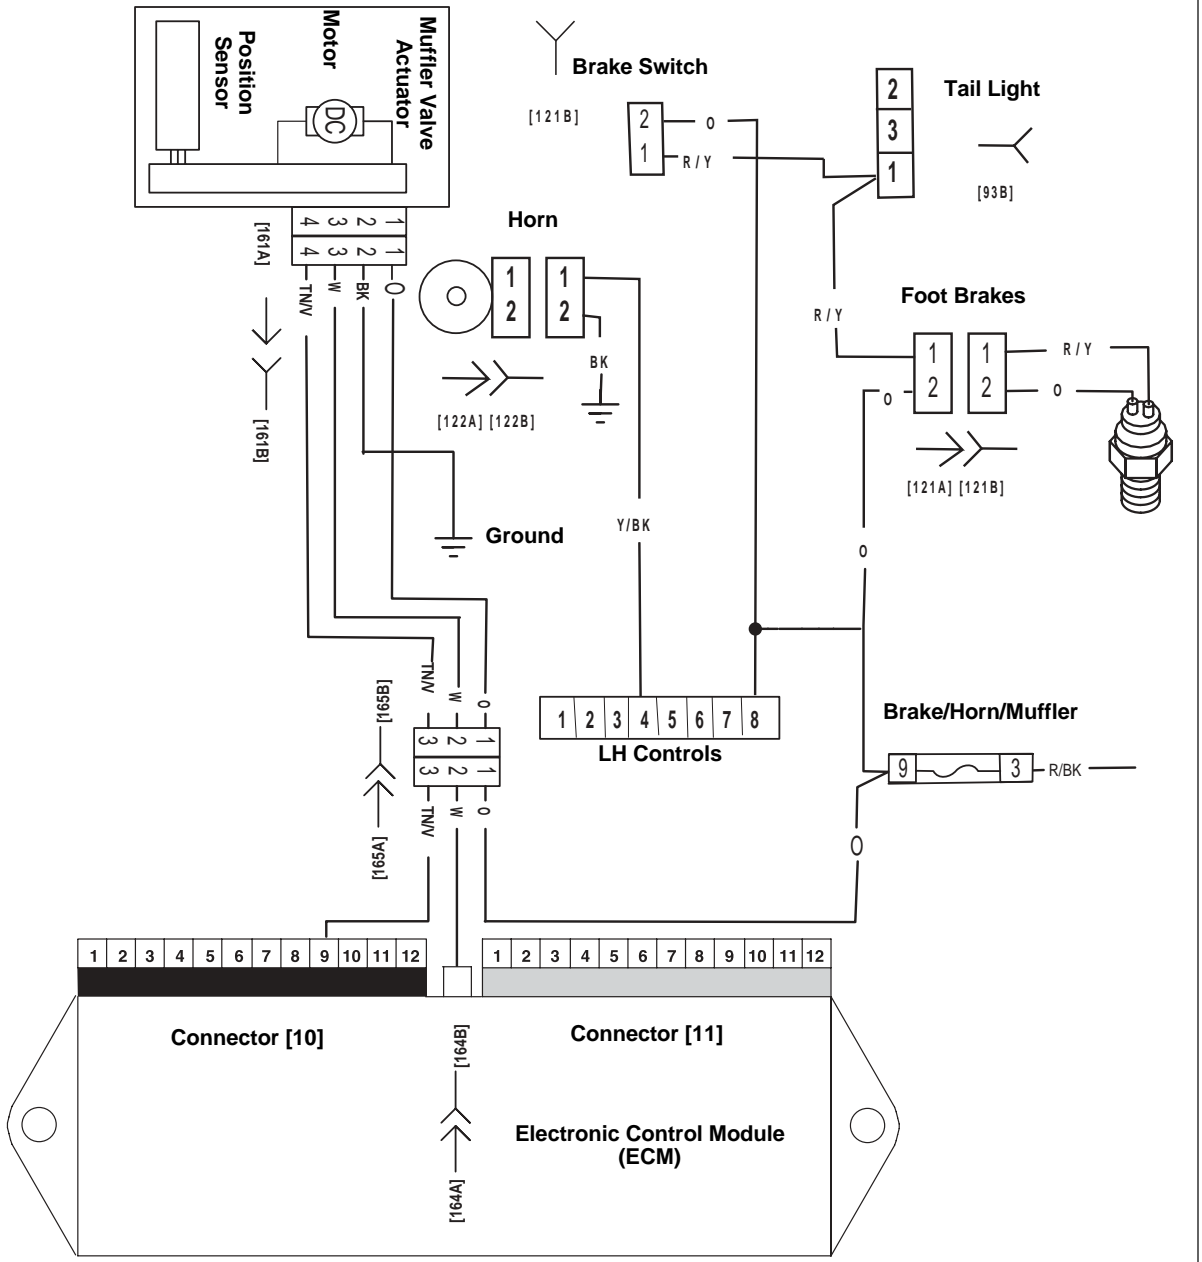 Position
Sensor
Motor
DC
Muffler Valve
Actuator
4 3 2 1
4 3 2 1
[161A]
[161B]
TN/V
W
BK
O
Brake Switch
[121B]
2
1
O
R / Y
2
3
1
Tail Light
[93B]
Horn
1
2
1
2
BK
[122A] [122B]
Y/BK
Ground
Foot Brakes
R / Y
O
1
2
1
2
R / Y
O
[121A] [121B]
O
1 2 3 4 5 6 7 8
LH Controls
Brake/Horn/Muffler
9
3
R/BK
O
TN/V
W
O
3 2 1
3 2 1
TN/V
W
O
[165B]
[165A]
1 2 3 4 5 6 7 8 9 10 11 12
1 2 3 4 5 6 7 8 9 10 11 12
Connector [10]
Connector [11]
[164B]
[164A]
Electronic Control Module
(ECM)